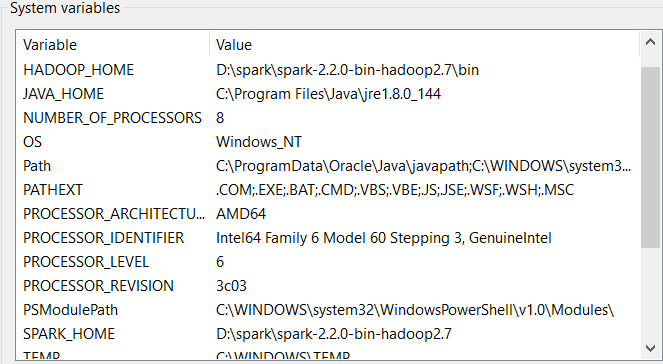 System variables
Variable Value
HADOOP_HOME D:\spark\spark-2.2.0-bin-hadoop2.7\bin
JAVA_HOME C:\Program Files\Java\jre1.8.0_144
NUMBER_OF_PROCESSORS 8
OS Windows_NT
Path C:\ProgramData\Oracle\Java\javapath;C:\WINDOWS\system3...
PATHEXT .COM;.EXE;.BAT;.CMD;.VBS;.VBE;.JS;.JSE;.WSF;.WSH;.MSC
PROCESSOR_ARCHITECTU... AMD64
PROCESSOR_IDENTIFIER Intel64 Family 6 Model 60 Stepping 3, GenuineIntel
PROCESSOR_LEVEL 6
PROCESSOR_REVISION 3c03
PSModulePath C:\WINDOWS\system32\WindowsPowerShell\v1.0\Modules\
SPARK_HOME D:\spark\spark-2.2.0-bin-hadoop2.7
TEMP C:\WINDOWS\TEMP